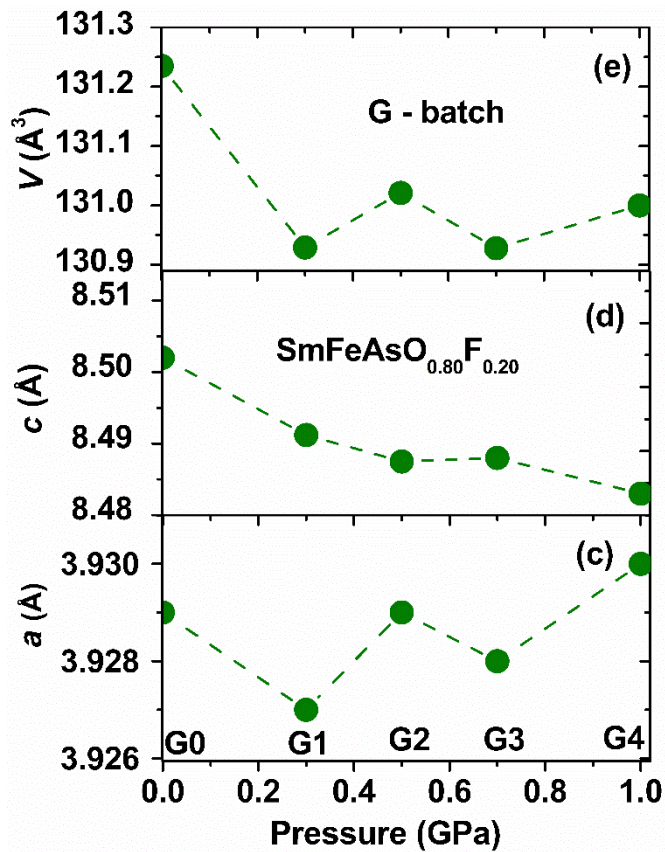 131.3
(e)
131.2
G - batch
V (Å³)
131.1
131.0
130.9
8.51
(d)
SmFeAsO₀.₈₀F₀.₂₀
8.50
c (Å)
8.49
8.48
(c)
3.930
a (Å)
3.928
G0 G1 G2 G3 G4
3.926
0.0 0.2 0.4 0.6 0.8 1.0
Pressure (GPa)